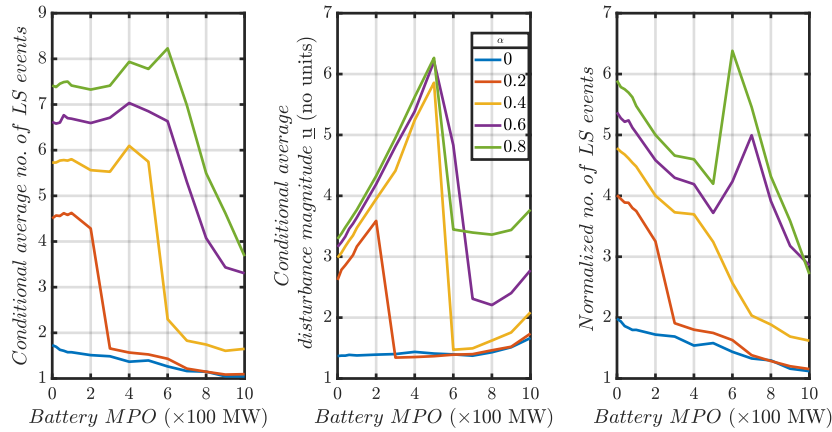 Conditional average no. of LS events
9
8
7
6
5
4
3
2
1
0 2 4 6 8 10
Battery MPO (×100 MW)
Conditional average
disturbance magnitude u (no units)
7
6
5
4
3
2
1
0 2 4 6 8 10
Battery MPO (×100 MW)
α
0
0.2
0.4
0.6
0.8
Normalized no. of LS events
7
6
5
4
3
2
1
0 2 4 6 8 10
Battery MPO (×100 MW)